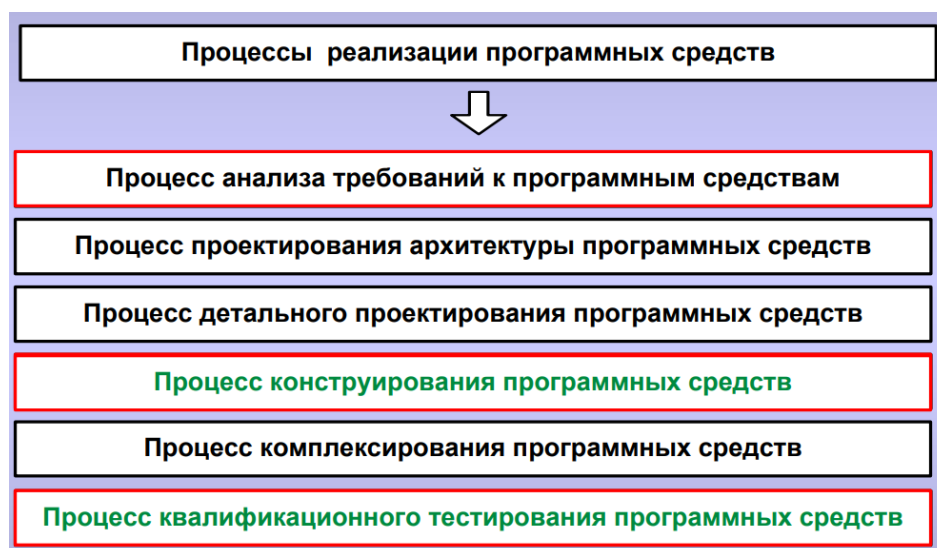 Процессы реализации программных средств
Процесс анализа требований к программным средствам
Процесс проектирования архитектуры программных средств
Процесс детального проектирования программных средств
Процесс конструирования программных средств
Процесс комплексирования программных средств
Процесс квалификационного тестирования программных средств